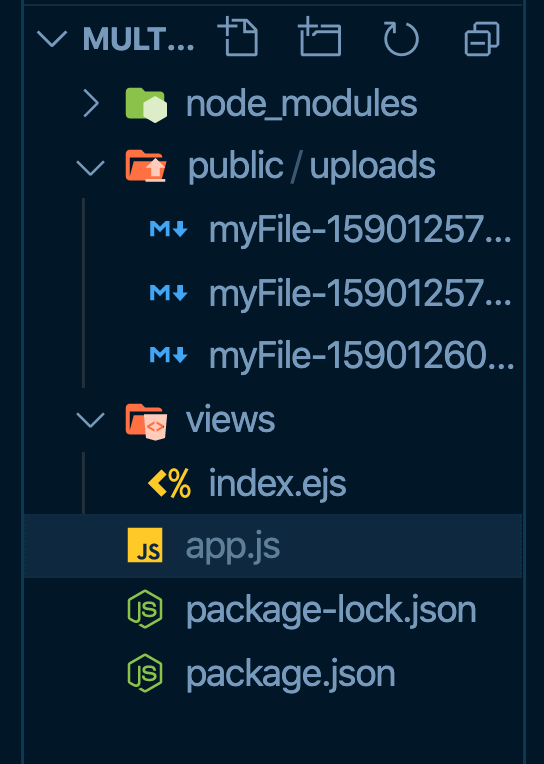 MULT...
node_modules
public/uploads
myFile-15901257...
myFile-15901257...
myFile-15901260...
views
index.ejs
app.js
package-lock.json
package.json